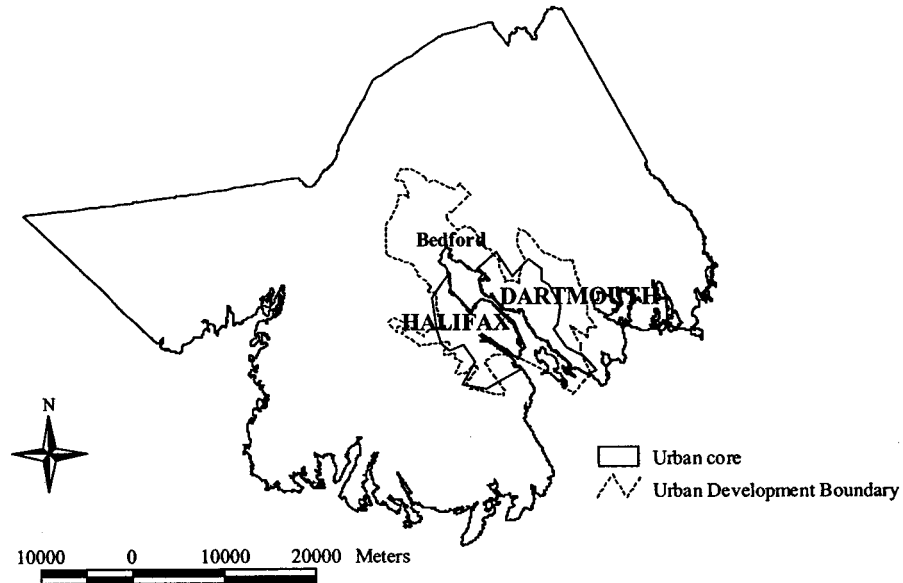 Bedford
DARTMOUTH
HALIFAX
N
Urban core
Urban Development Boundary
10000 0 10000 20000 Meters